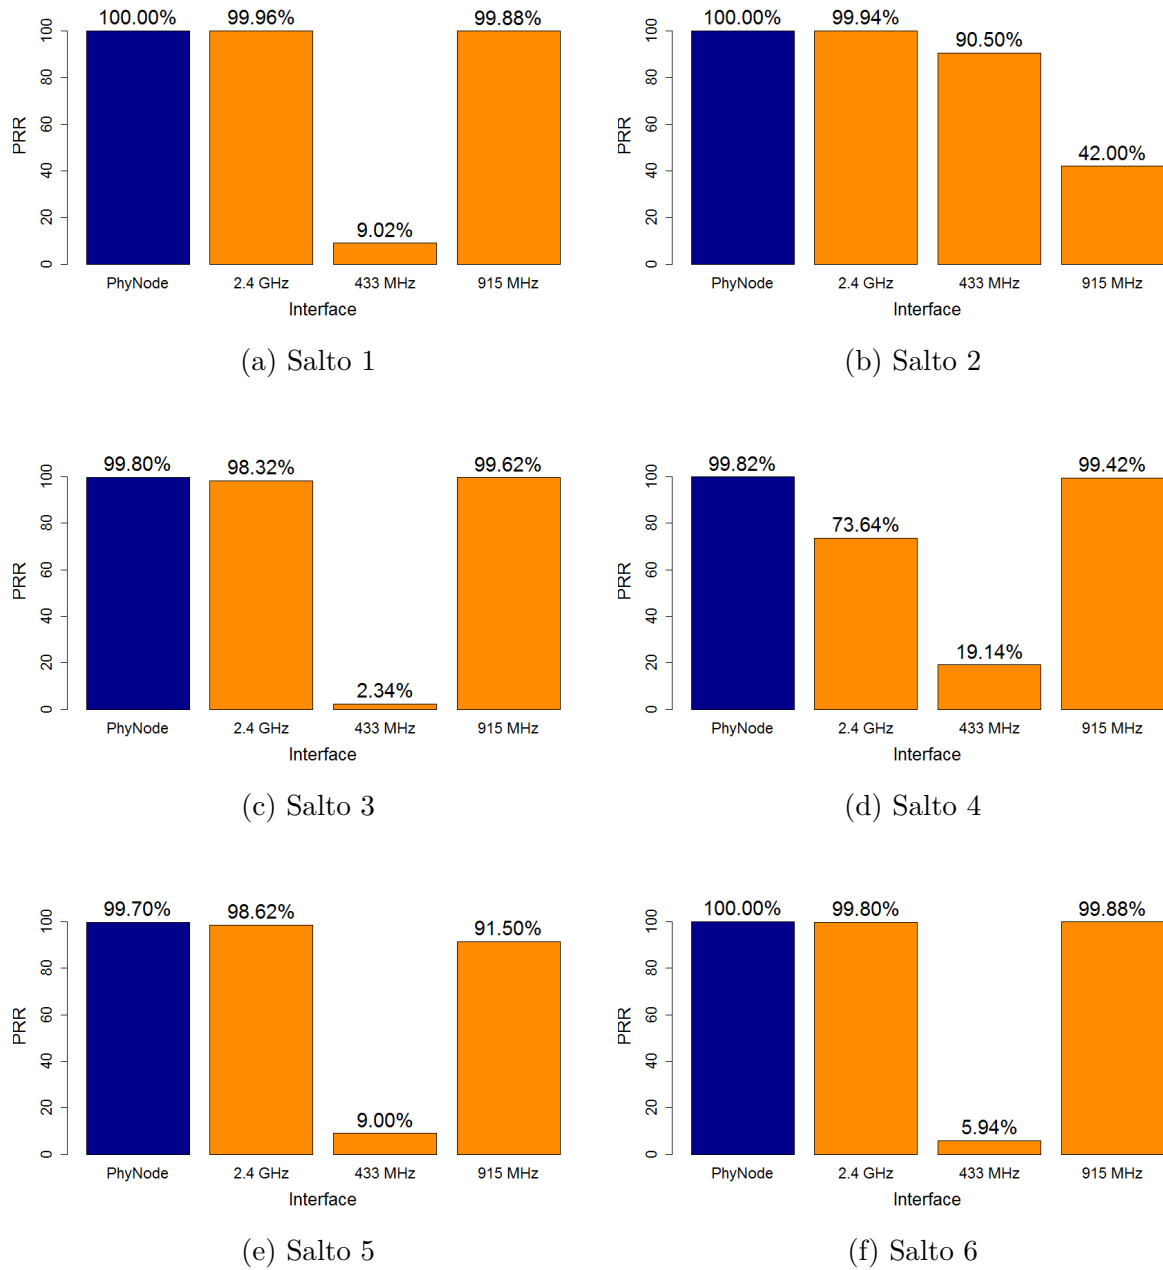 100.00% 99.96% 9.02% 99.88%
PRR
0 20 40 60 80 100
PhyNode 2.4 GHz 433 MHz 915 MHz
Interface
(a) Salto 1
100.00% 99.94% 90.50% 42.00%
PRR
0 20 40 60 80 100
PhyNode 2.4 GHz 433 MHz 915 MHz
Interface
(b) Salto 2
99.80% 98.32% 2.34% 99.62%
PRR
0 20 40 60 80 100
PhyNode 2.4 GHz 433 MHz 915 MHz
Interface
(c) Salto 3
99.82% 73.64% 19.14% 99.42%
PRR
0 20 40 60 80 100
PhyNode 2.4 GHz 433 MHz 915 MHz
Interface
(d) Salto 4
99.70% 98.62% 9.00% 91.50%
PRR
0 20 40 60 80 100
PhyNode 2.4 GHz 433 MHz 915 MHz
Interface
(e) Salto 5
100.00% 99.80% 5.94% 99.88%
PRR
0 20 40 60 80 100
PhyNode 2.4 GHz 433 MHz 915 MHz
Interface
(f) Salto 6